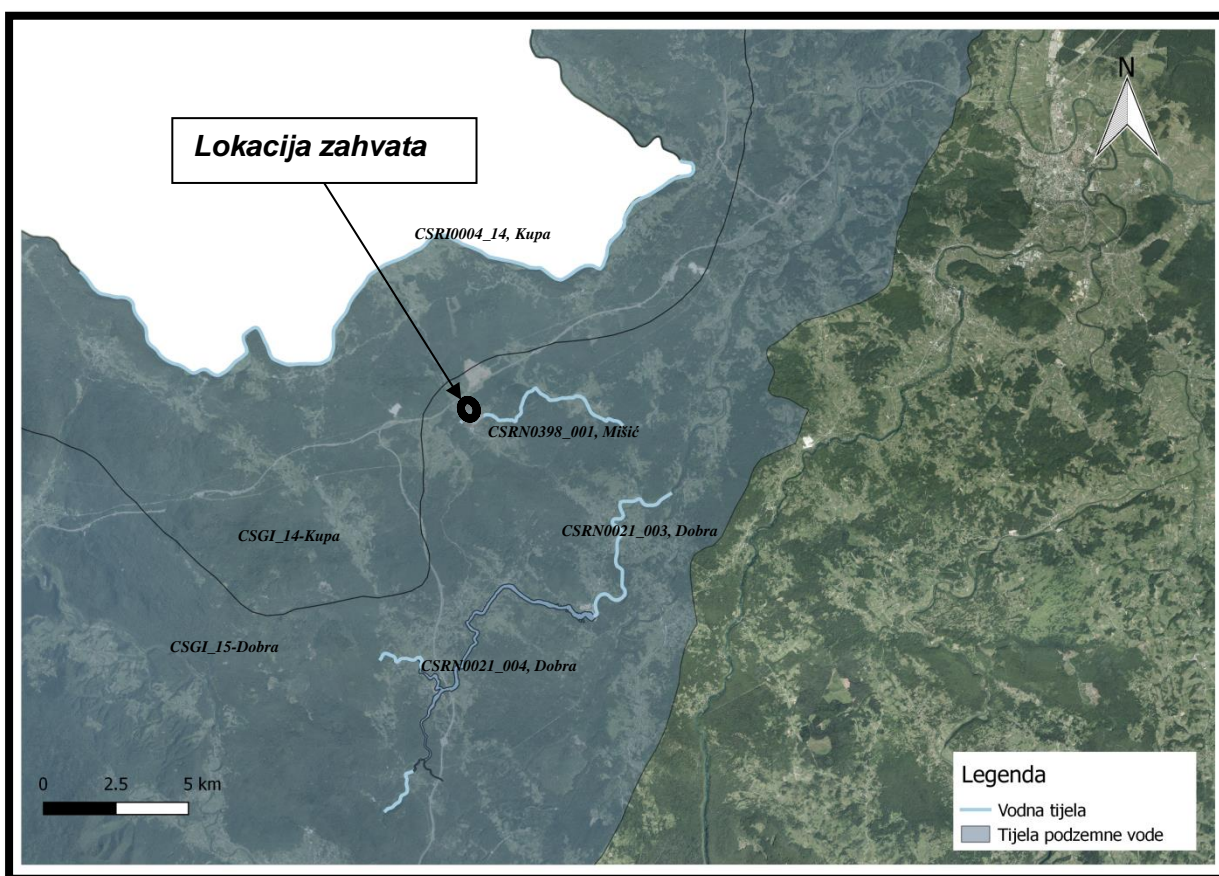 N
Lokacija zahvata
CSRI0004_14, Kupa
CSRN0398_001, Mišić
CSRN0021_003, Dobra
CSGI_14-Kupa
CSGI_15-Dobra
CSRN0021_004, Dobra
0 2.5 5 km
Legenda
Vodna tijela
Tijela podzemne vode